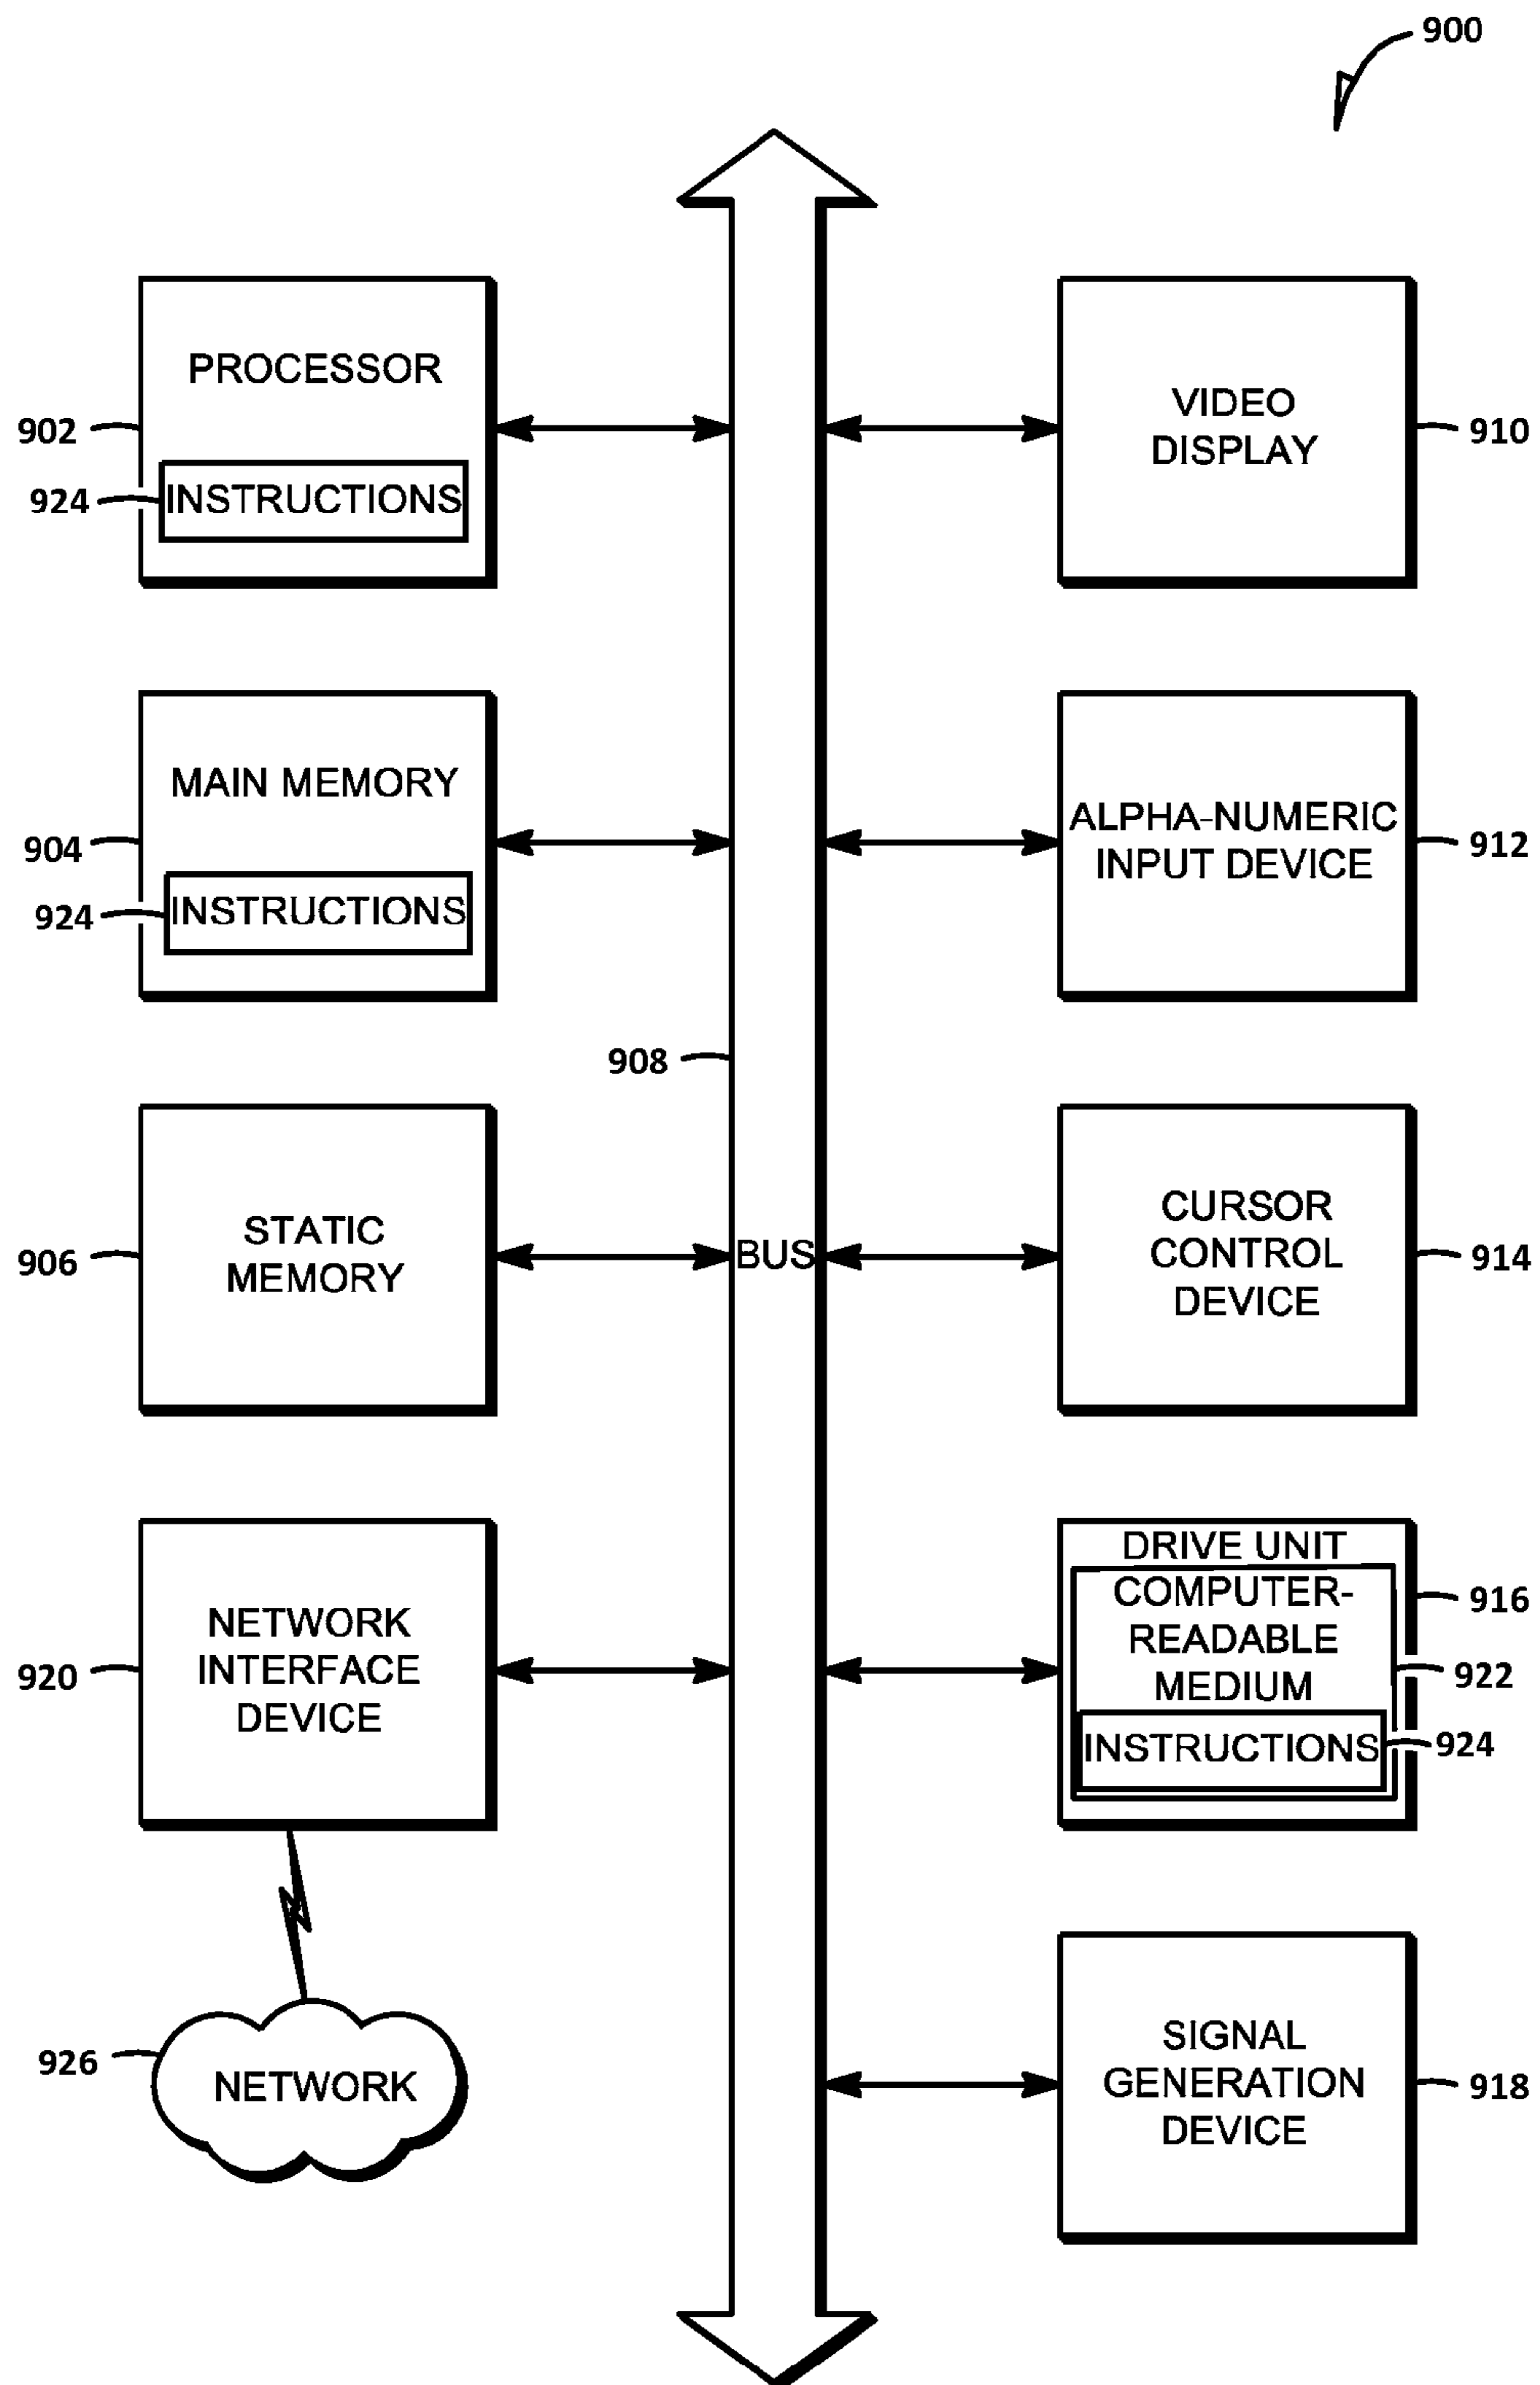 900
PROCESSOR
902
924
INSTRUCTIONS
VIDEO
DISPLAY
910
MAIN MEMORY
904
924
INSTRUCTIONS
ALPHA-NUMERIC
INPUT DEVICE
912
908
STATIC
MEMORY
906
BUS
CURSOR
CONTROL
DEVICE
914
NETWORK
INTERFACE
DEVICE
920
DRIVE UNIT
COMPUTER-
READABLE
MEDIUM
916
922
INSTRUCTIONS
924
926
NETWORK
SIGNAL
GENERATION
DEVICE
918